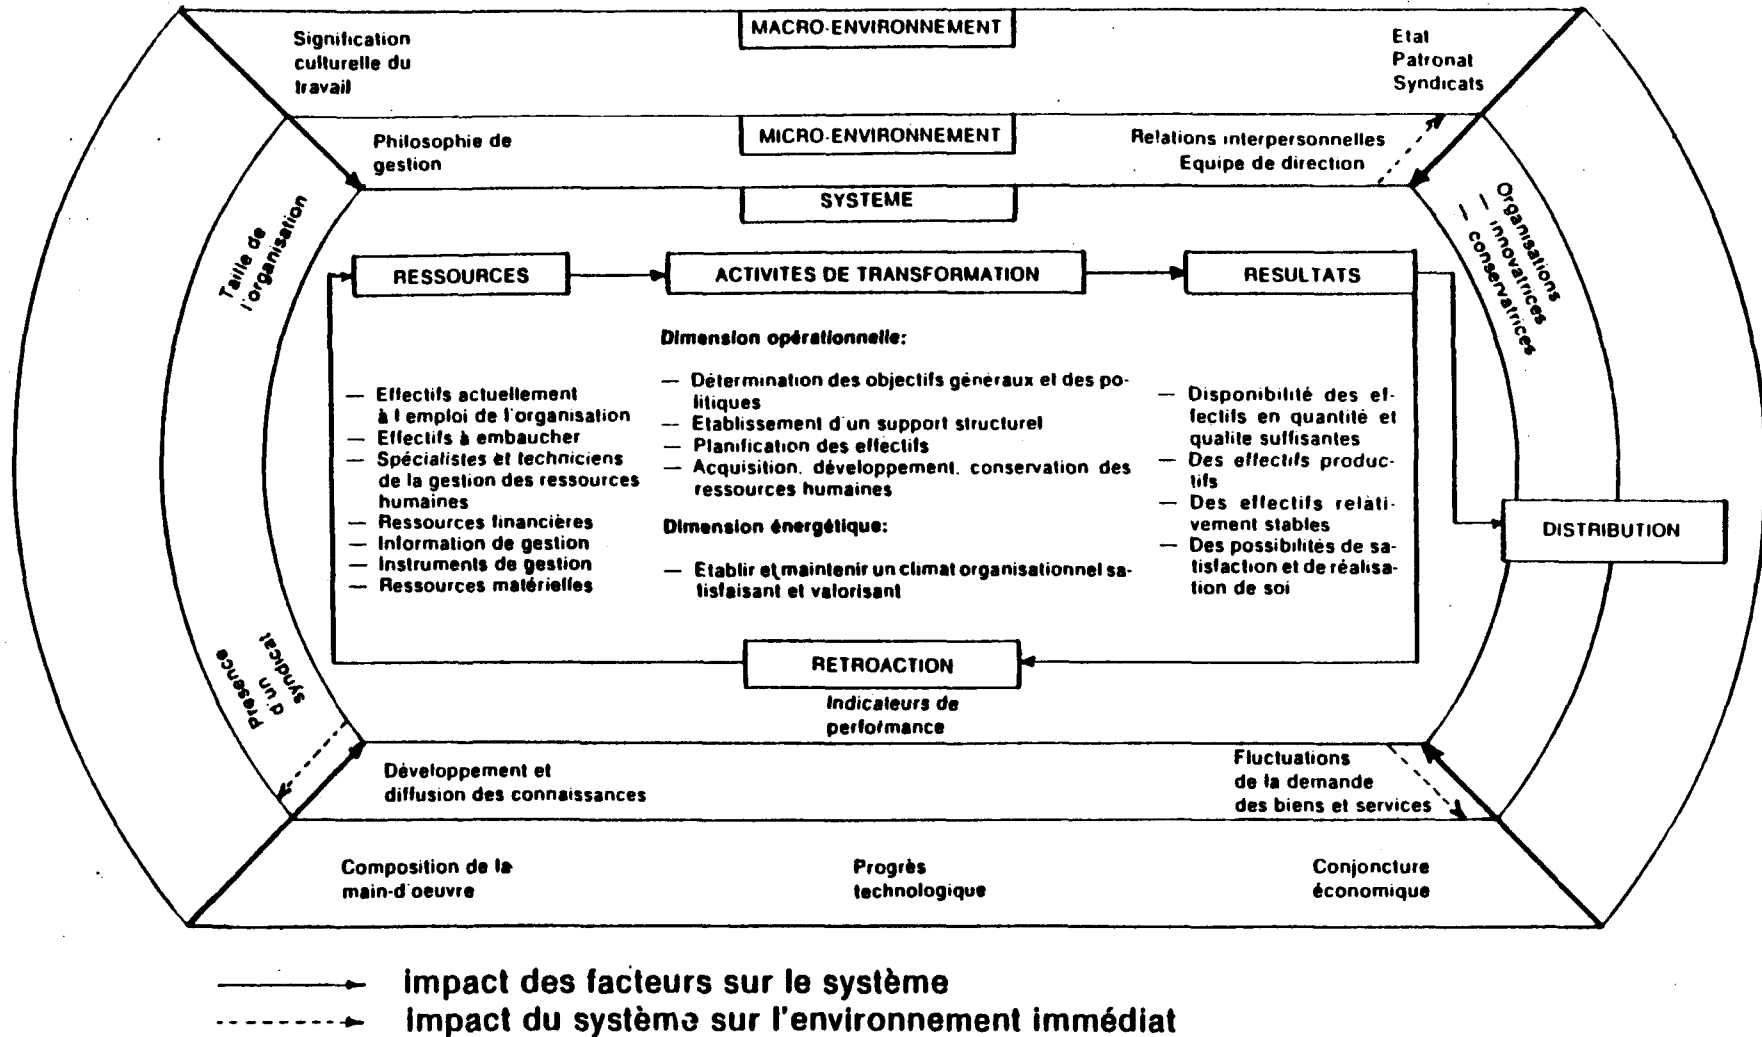 MACRO-ENVIRONNEMENT
Signification
culturelle du
travail
Etat
Patronal
Syndicats
MICRO-ENVIRONNEMENT
Philosophie de
gestion
Relations interpersonnelles
Equipe de direction
SYSTEME
Taille de
l'organisation
Organisations
— innovatrices
— conservatrices
RESSOURCES
ACTIVITES DE TRANSFORMATION
RESULTATS
— Effectifs actuellement
à l'emploi de l'organisation
— Effectifs à embaucher
— Spécialistes et techniciens
de la gestion des ressources
humaines
— Ressources financières
— Information de gestion
— Instruments de gestion
— Ressources matérielles
Dimension opérationnelle:
— Détermination des objectifs généraux et des po-
litiques
— Etablissement d'un support structurel
— Planification des effectifs
— Acquisition, développement, conservation des
ressources humaines
Dimension énergétique:
— Etablir et maintenir un climat organisationnel sa-
tisfaisant et valorisant
— Disponibilité des ef-
fectifs en quantité et
qualite suffisantes
— Des effectifs produc-
tifs
— Des effectifs relati-
vement stables
— Des possibilités de sa-
tisfaction et de réalisa-
tion de soi
DISTRIBUTION
RETROACTION
Indicateurs de
performance
Presence
d'un
syndicat
Développement et
diffusion des connaissances
Fluctuations
de la demande
des biens et services
Composition de la
main-d'oeuvre
Progrès
technologique
Conjoncture
économique
impact des facteurs sur le système
impact du système sur l'environnement immédiat